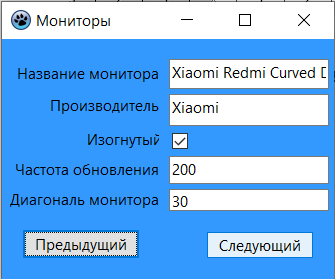 Мониторы
Название монитора Xiaomi Redmi Curved
Производитель Xiaomi
Изогнутый
Частота обновления 200
Диагональ монитора 30
Предыдущий Следующий